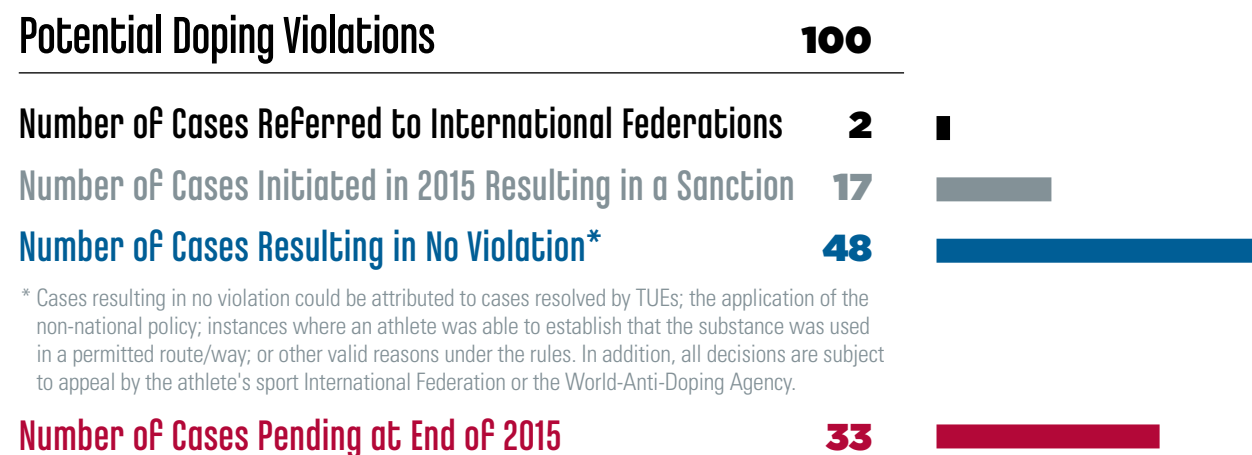 Potential Doping Violations 100
Number of Cases Referred to International Federations 2
Number of Cases Initiated in 2015 Resulting in a Sanction 17
Number of Cases Resulting in No Violation* 48
* Cases resulting in no violation could be attributed to cases resolved by TUEs; the application of the
non-national policy; instances where an athlete was able to establish that the substance was used
in a permitted route/way; or other valid reasons under the rules. In addition, all decisions are subject
to appeal by the athlete's sport International Federation or the World-Anti-Doping Agency.
Number of Cases Pending at End of 2015 33